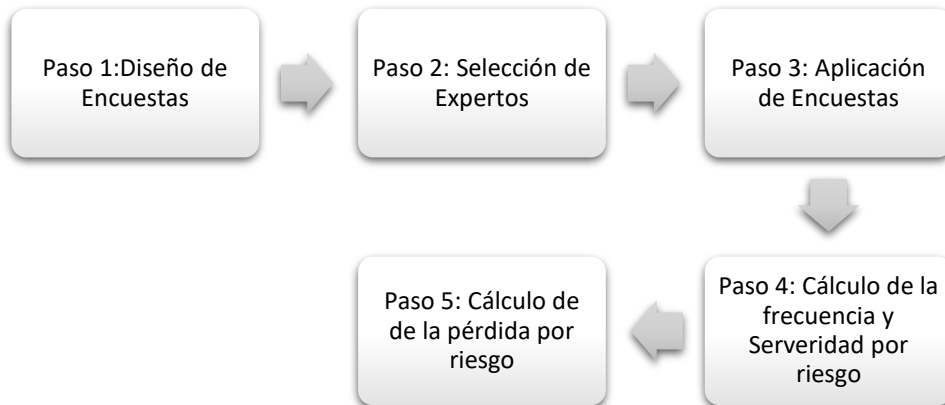 Paso 1:Diseño de
Encuestas
Paso 2: Selección de
Expertos
Paso 3: Aplicación
de Encuestas
Paso 4: Cálculo de la
frecuencia y
Serveridad por
riesgo
Paso 5: Cálculo de
de la pérdida por
riesgo